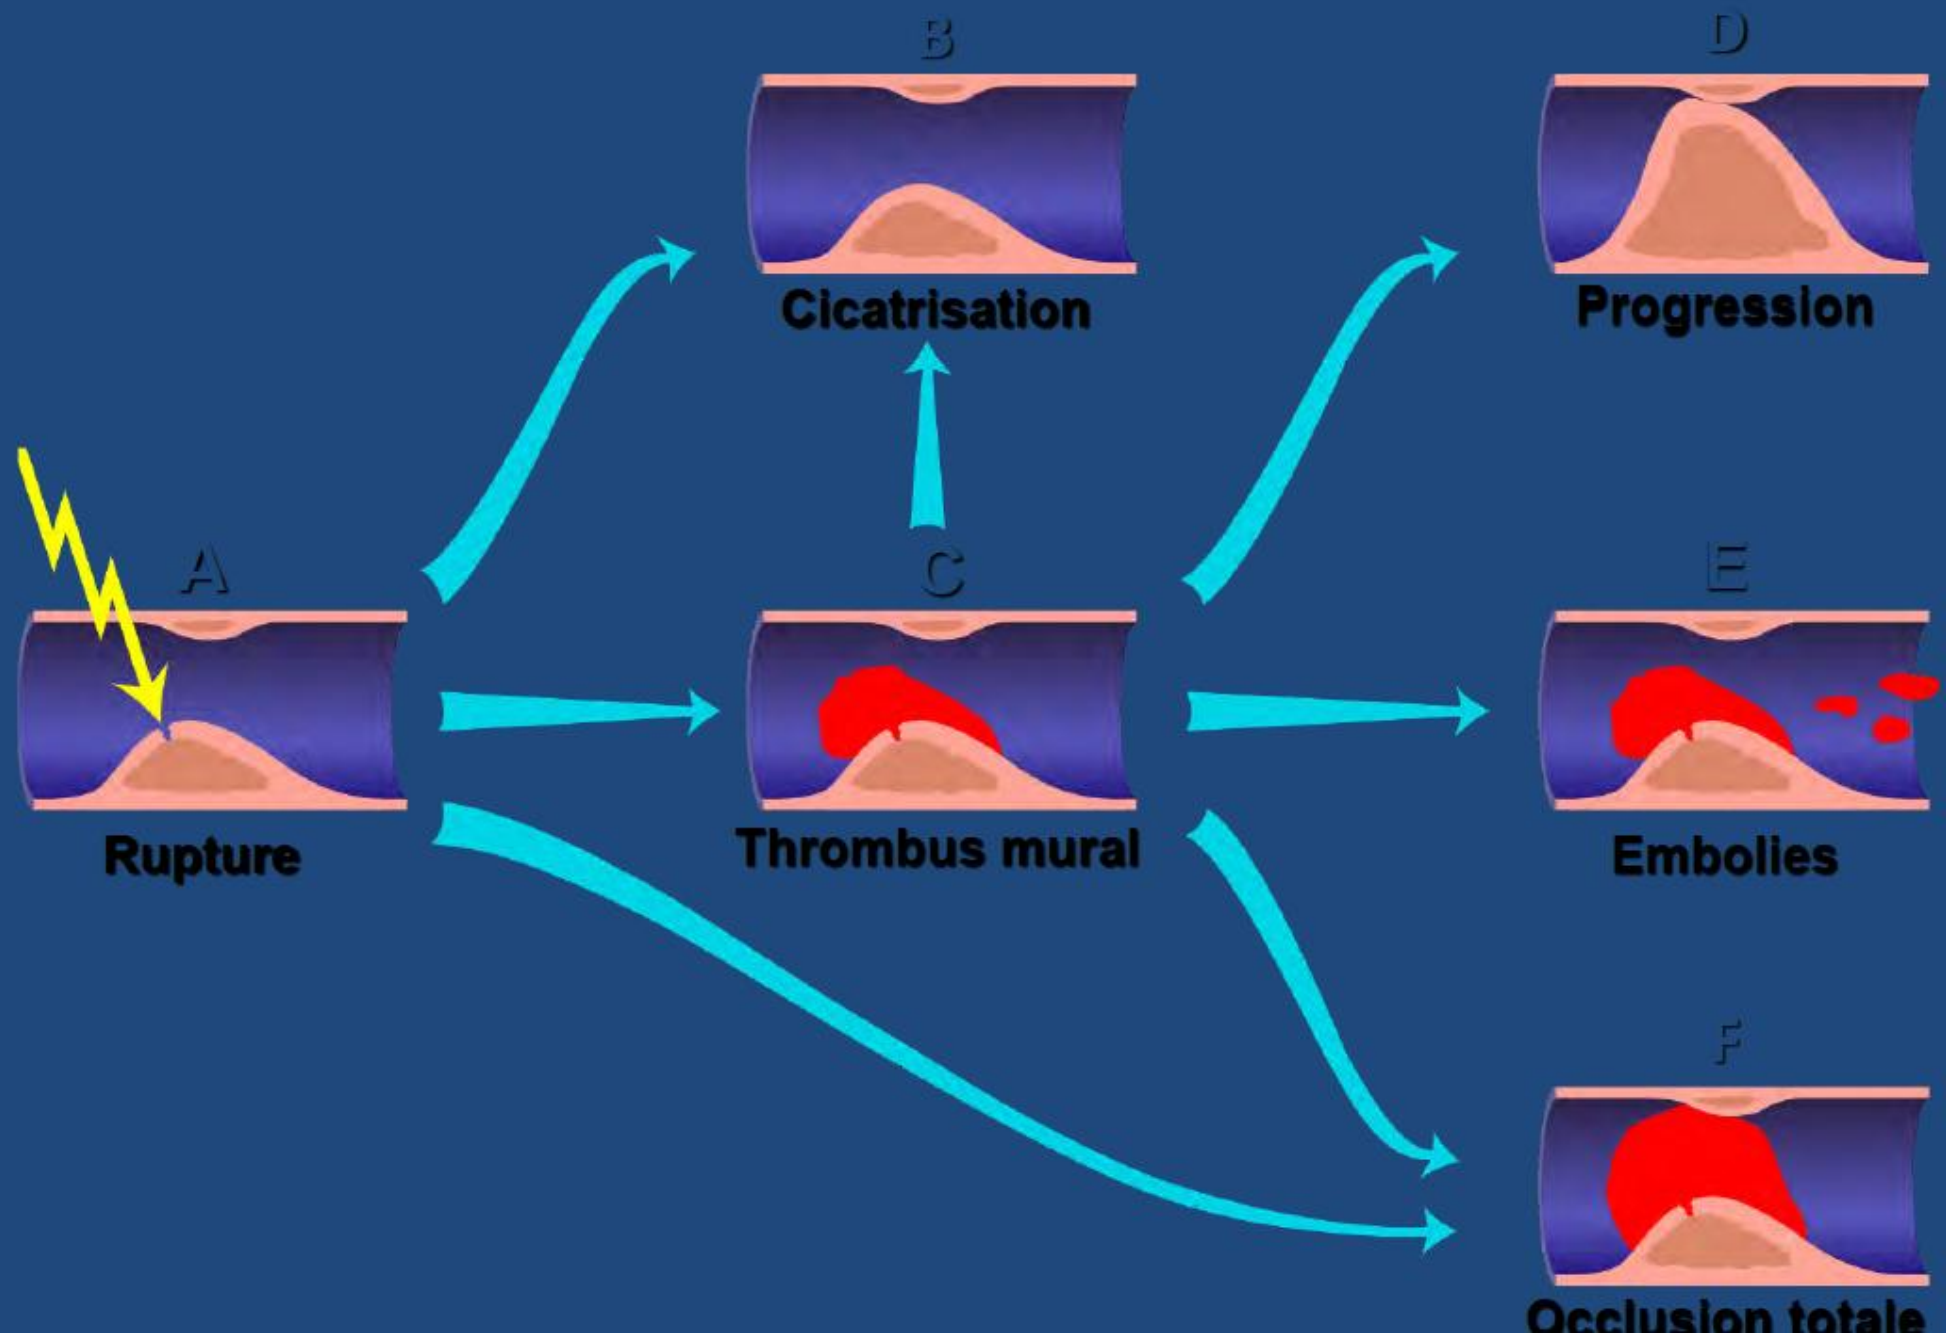 B
Cicatrisation
D
Progression
A
Rupture
C
Thrombus mural
E
Embolies
F
Occlusion totale